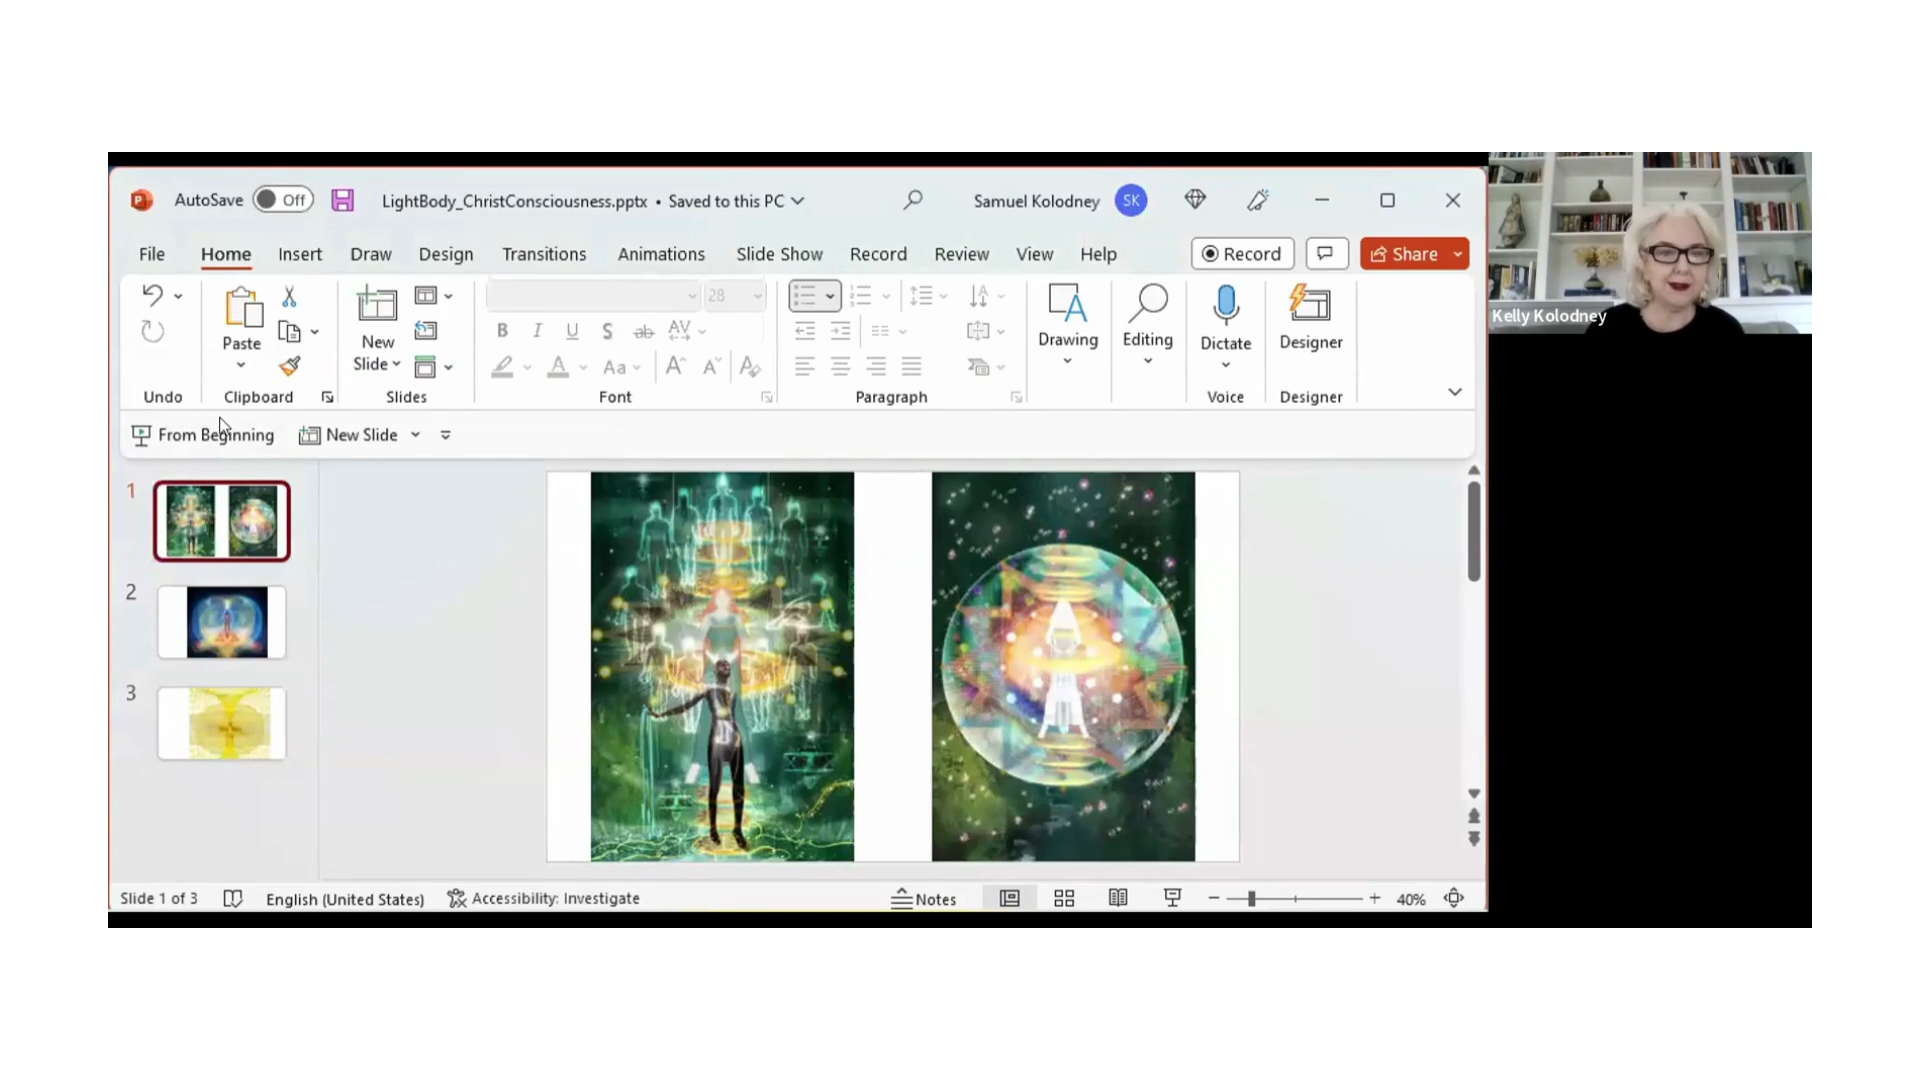 AutoSave Off LightBody_ChristConsciousness.pptx • Saved to this PC Samuel Kolodney SK
File Home Insert Draw Design Transitions Animations Slide Show Record Review View Help Record Share
Paste
New
Slide
28
B I U S ab AV
A Aa A A A
Drawing
Editing
Dictate
Designer
Undo Clipboard Slides Font Paragraph Voice Designer
From Beginning New Slide
1
2
3
Slide 1 of 3 English (United States) Accessibility: Investigate Notes 40%
Kelly Kolodney